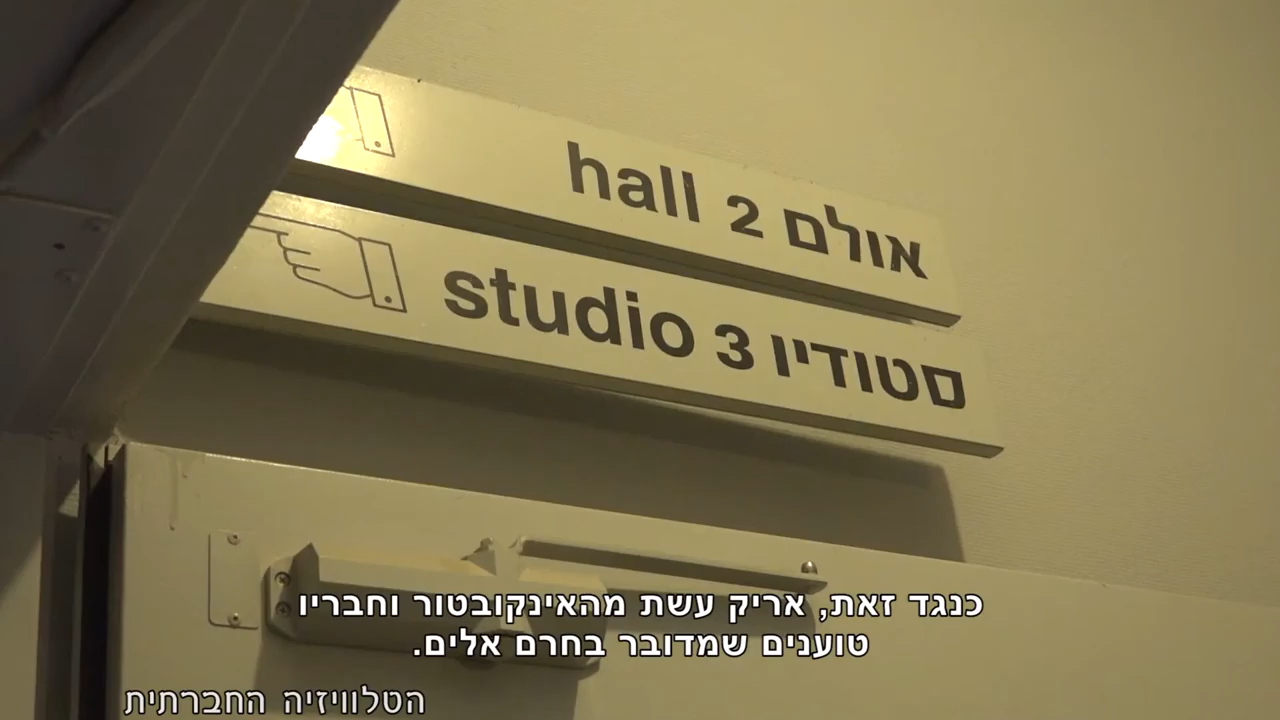 אולם 2 hall
סטודיו 3 studio
כנגד זאת, אריק עשת מהאינקובטור וחבריו
טוענים שמדובר בחרם אלים.
הטלוויזיה החברתית